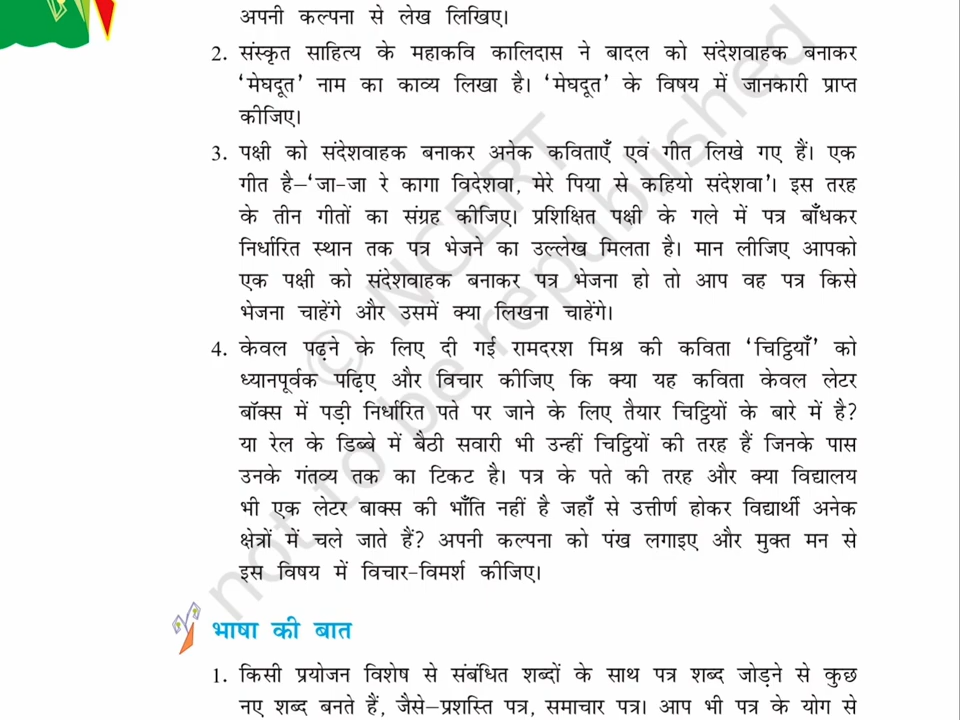 अपनी कल्पना से लेख लिखिए।
2. संस्कृत साहित्य के महाकवि कालिदास ने बादल को संदेशवाहक बनाकर
‘मेघदूत’ नाम का काव्य लिखा है। ‘मेघदूत’ के विषय में जानकारी प्राप्त
कीजिए।
3. पक्षी को संदेशवाहक बनाकर अनेक कविताएँ एवं गीत लिखे गए हैं। एक
गीत है–‘जा-जा रे कागा विदेशवा, मेरे पिया से कहियो संदेशवा’। इस तरह
के तीन गीतों का संग्रह कीजिए। प्रशिक्षित पक्षी के गले में पत्र बाँधकर
निर्धारित स्थान तक पत्र भेजने का उल्लेख मिलता है। मान लीजिए आपको
एक पक्षी को संदेशवाहक बनाकर पत्र भेजना हो तो आप वह पत्र किसे
भेजना चाहेंगे और उसमें क्या लिखना चाहेंगे।
4. केवल पढ़ने के लिए दी गई रामदरश मिश्र की कविता ‘चिट्ठियाँ’ को
ध्यानपूर्वक पढ़िए और विचार कीजिए कि क्या यह कविता केवल लेटर
बॉक्स में पड़ी निर्धारित पते पर जाने के लिए तैयार चिट्ठियों के बारे में है?
या रेल के डिब्बे में बैठी सवारी भी उन्हीं चिट्ठियों की तरह हैं जिनके पास
उनके गंतव्य तक का टिकट है। पत्र के पते की तरह और क्या विद्यालय
भी एक लेटर बाक्स की भाँति नहीं है जहाँ से उत्तीर्ण होकर विद्यार्थी अनेक
क्षेत्रों में चले जाते हैं? अपनी कल्पना को पंख लगाइए और मुक्त मन से
इस विषय में विचार-विमर्श कीजिए।
भाषा की बात
1. किसी प्रयोजन विशेष से संबंधित शब्दों के साथ पत्र शब्द जोड़ने से कुछ
नए शब्द बनते हैं, जैसे–प्रशस्ति पत्र, समाचार पत्र। आप भी पत्र के योग से
© NCERT
not to be republished